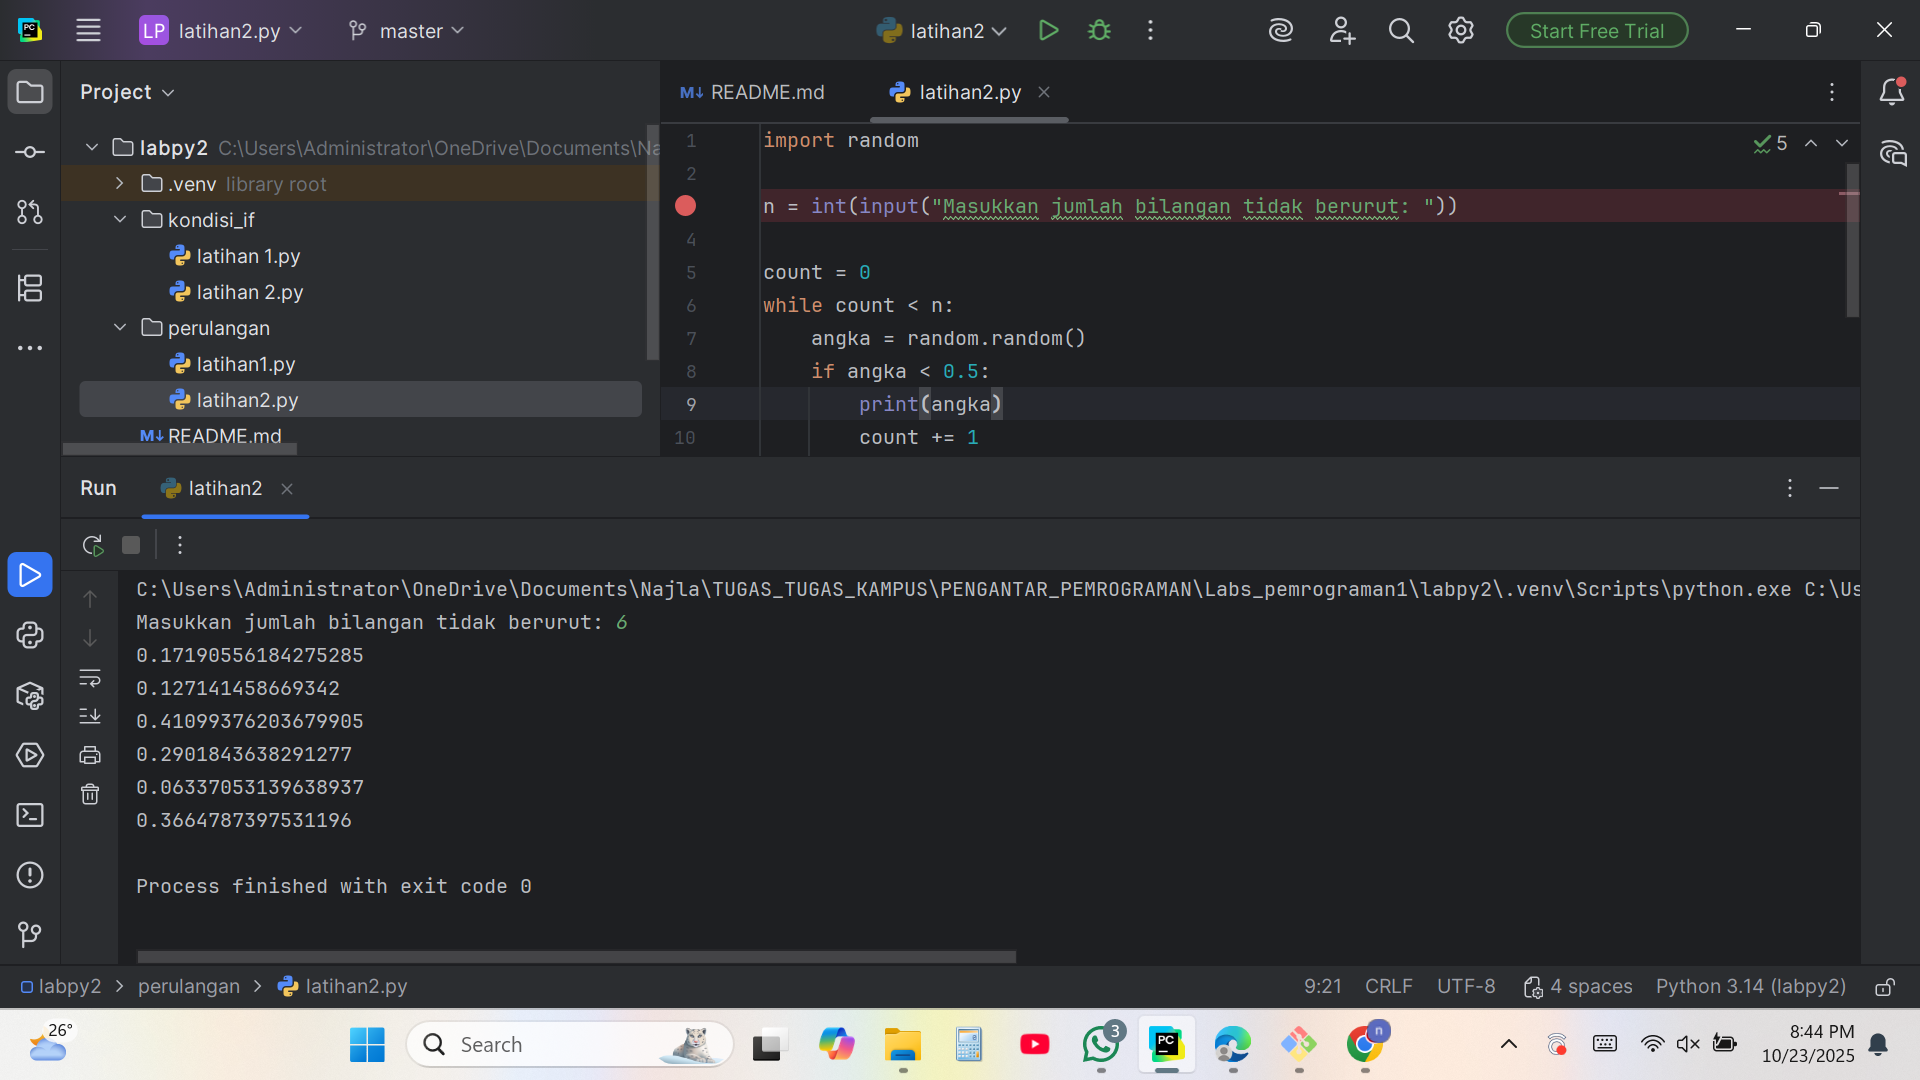 LP latihan2.py master latihan2 Start Free Trial
Project
labpy2 C:\Users\Administrator\OneDrive\Documents\Na
.venv library root
kondisi_if
latihan 1.py
latihan 2.py
perulangan
latihan1.py
latihan2.py
M↓ README.md
M↓ README.md latihan2.py
5
1 import random
2
n = int(input("Masukkan jumlah bilangan tidak berurut: "))
4
5 count = 0
6 while count < n:
7 angka = random.random()
8 if angka < 0.5:
9 print(angka)
10 count += 1
Run latihan2
C:\Users\Administrator\OneDrive\Documents\Najla\TUGAS_TUGAS_KAMPUS\PENGANTAR_PEMROGRAMAN\Labs_pemrograman1\labpy2\.venv\Scripts\python.exe C:\Us
Masukkan jumlah bilangan tidak berurut: 6
0.17190556184275285
0.127141458669342
0.41099376203679905
0.2901843638291277
0.06337053139638937
0.3664787397531196
Process finished with exit code 0
labpy2 > perulangan > latihan2.py 9:21 CRLF UTF-8 4 spaces Python 3.14 (labpy2)
26° Search 3 PC n 8:44 PM
10/23/2025